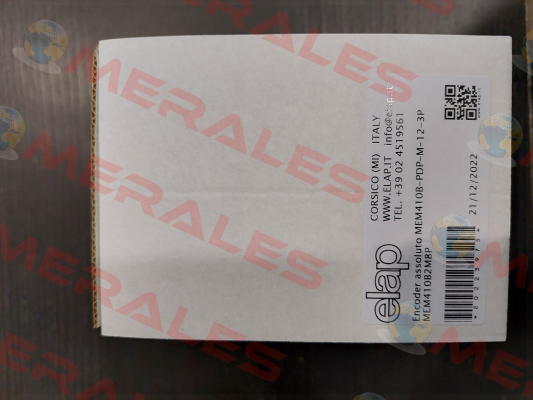 elap
CORSICO (MI) ITALY
WWW.ELAP.IT info@elap.it
TEL. +39 02 4519561
Encoder assoluto MEM410B-PDP-M-12-3P
MEM410B2M8P
21/12/2022
MERALES
MERALES
MERALES
MERALES